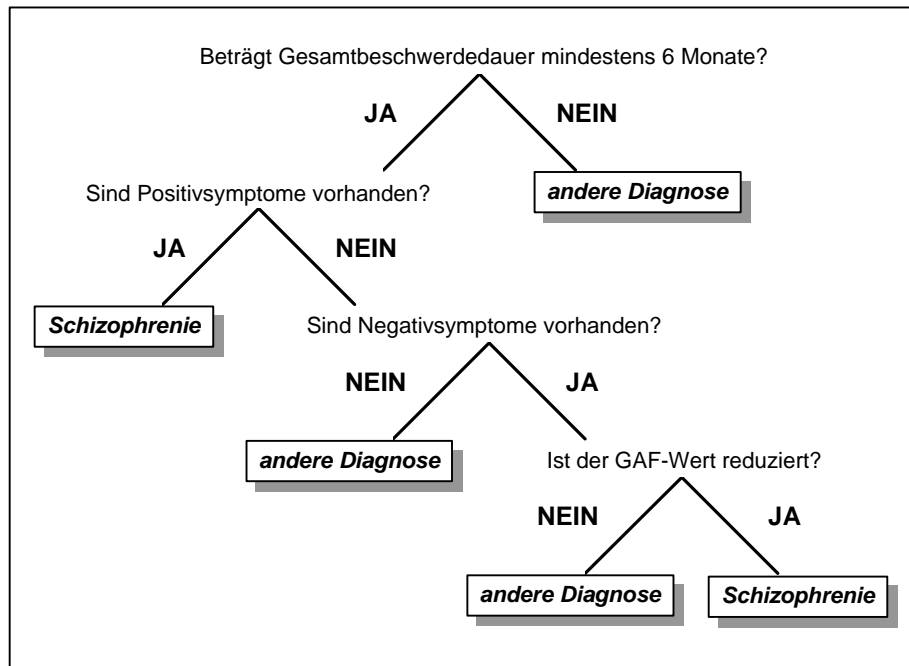 Beträgt Gesamtbeschwerdedauer mindestens 6 Monate?
JA
NEIN
Sind Positivsymptome vorhanden?
andere Diagnose
JA
NEIN
Schizophrenie
Sind Negativsymptome vorhanden?
NEIN
JA
andere Diagnose
Ist der GAF-Wert reduziert?
NEIN
JA
andere Diagnose
Schizophrenie